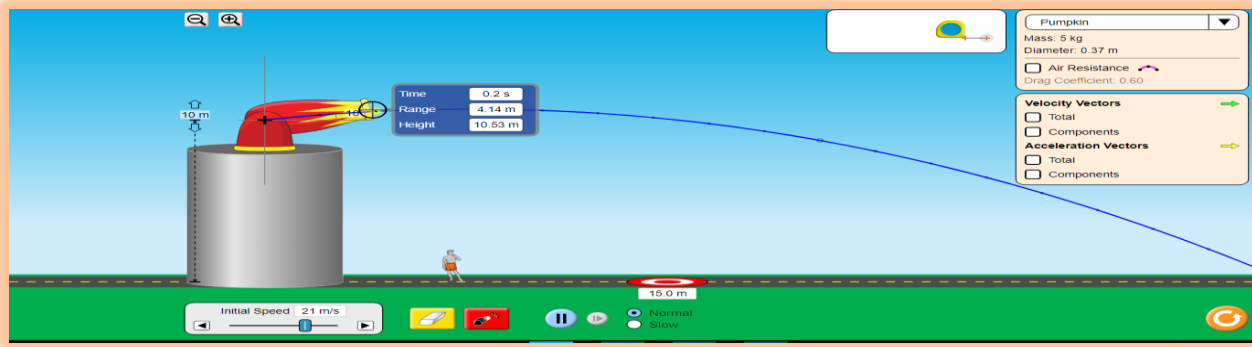 Pumpkin
Mass: 5 kg
Diameter: 0.37 m
Air Resistance
Drag Coefficient: 0.60
Velocity Vectors
Total
Components
Acceleration Vectors
Total
Components
Time 0.2 s
Range 4.14 m
Height 10.53 m
10 m
15.0 m
Initial Speed 21 m/s
Normal
Slow